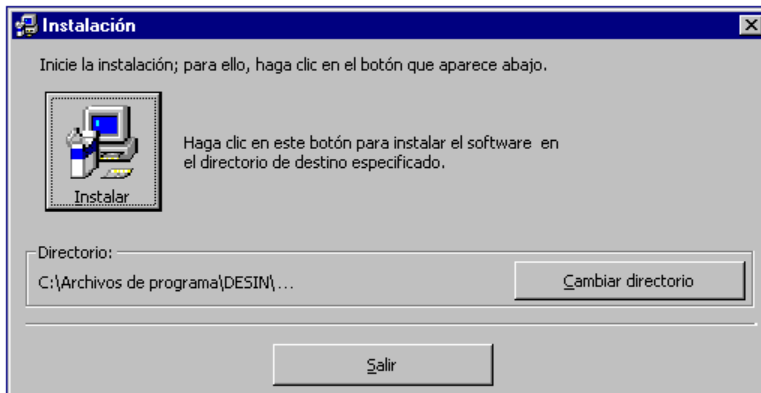 Instalación
Inicie la instalación; para ello, haga clic en el botón que aparece abajo.
Haga clic en este botón para instalar el software en
el directorio de destino especificado.
Instalar
Directorio:
C:\Archivos de programa\DESIN\...
Cambiar directorio
Salir